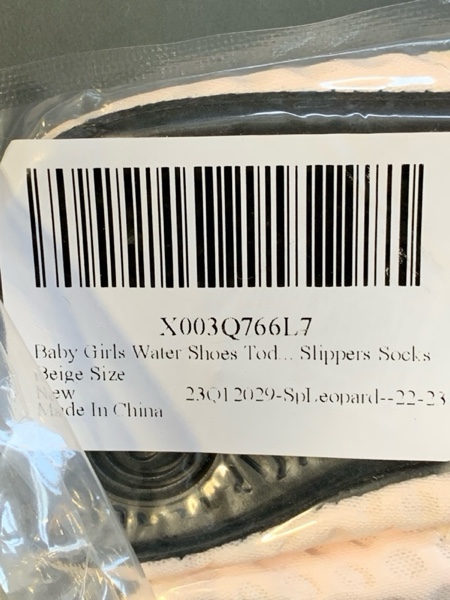 X003Q766L7
Baby Girls Water Shoes Tod... Slippers Socks
Beige Size
New 23Q12029-SpLeopard--22-23
Made In China